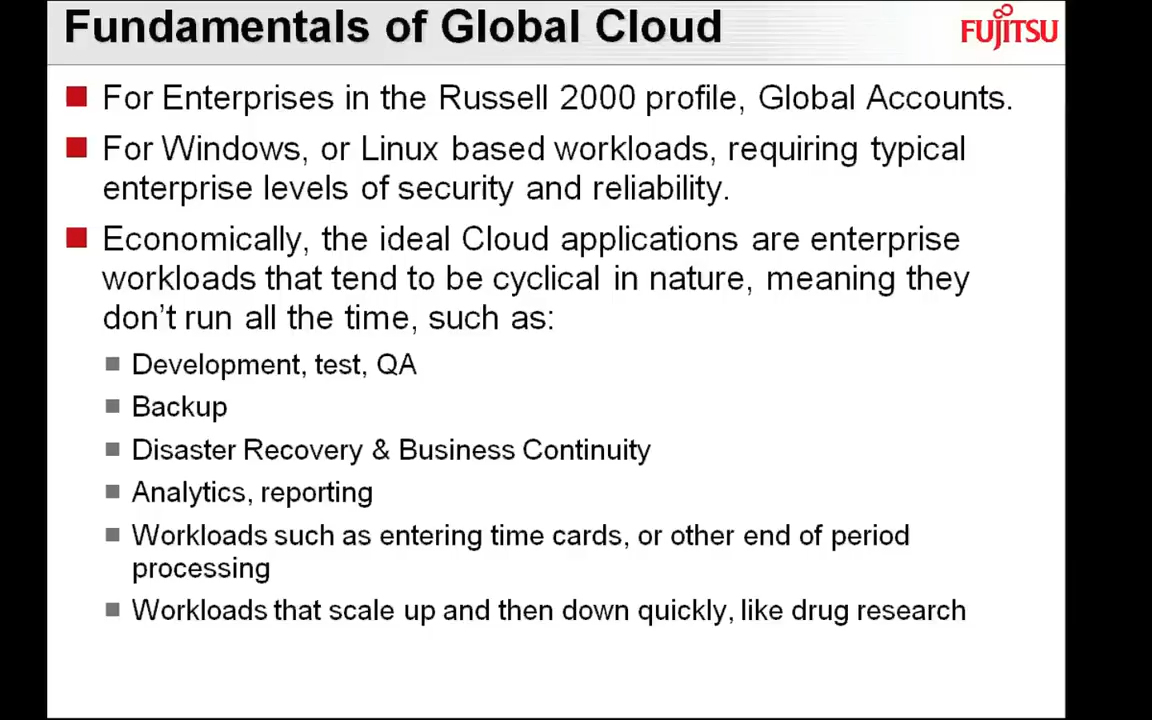 Fundamentals of Global Cloud
FUJITSU
For Enterprises in the Russell 2000 profile, Global Accounts.
For Windows, or Linux based workloads, requiring typical
enterprise levels of security and reliability.
Economically, the ideal Cloud applications are enterprise
workloads that tend to be cyclical in nature, meaning they
don’t run all the time, such as:
Development, test, QA
Backup
Disaster Recovery & Business Continuity
Analytics, reporting
Workloads such as entering time cards, or other end of period
processing
Workloads that scale up and then down quickly, like drug research